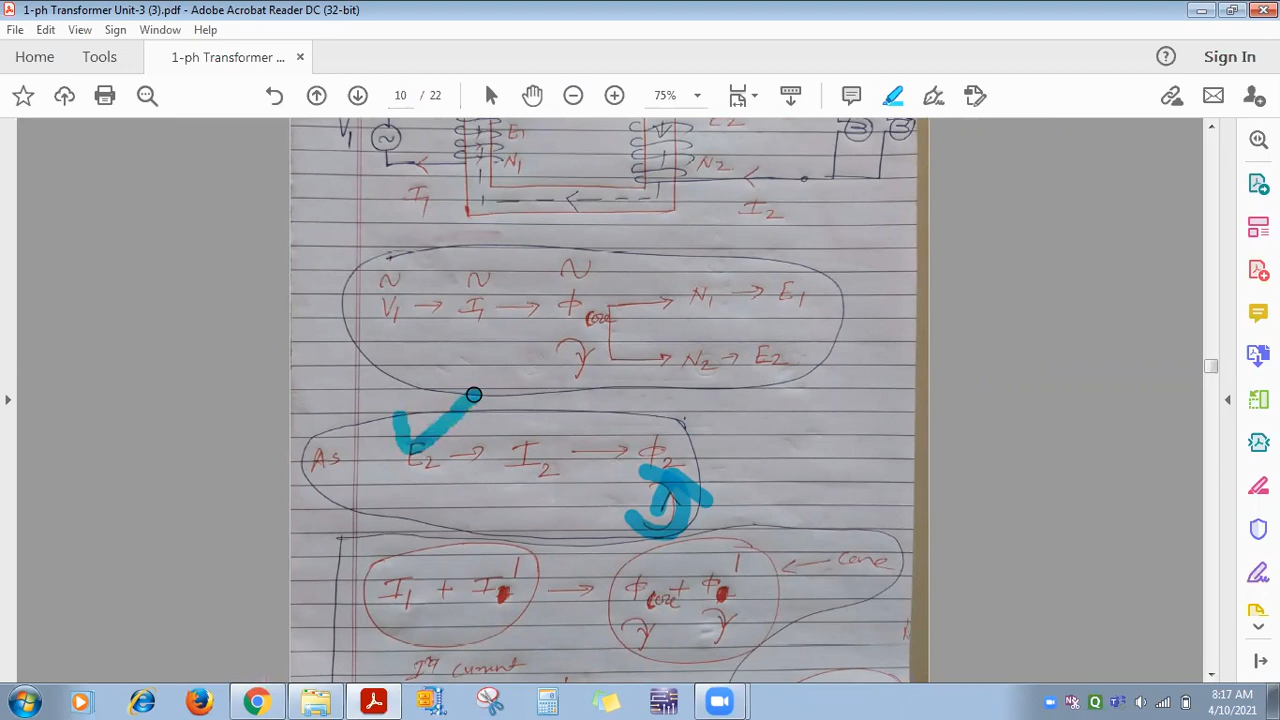 1-ph Transformer Unit-3 (3).pdf - Adobe Acrobat Reader DC (32-bit)
File Edit View Sign Window Help
Home Tools 1-ph Transformer ... × ? Sign In
10 / 22 75%
V1 E1 E2
N1 N2
I1 I2
~ ~ ~
V1 → I1 → ϕcore → N1 → E1
→ N2 → E2
As E2 → I2 → ϕ2
I1 + I1' → ϕcore + ϕ1' ← Core
current
8:17 AM
4/10/2021